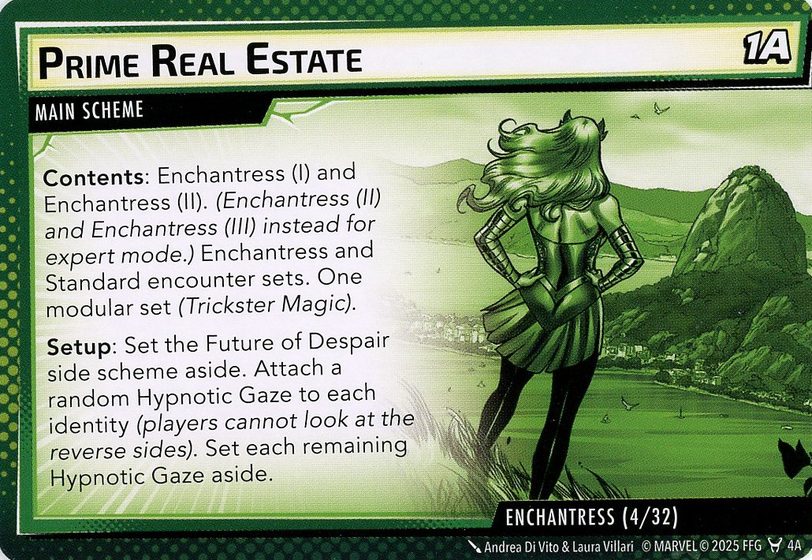 PRIME REAL ESTATE
1A
MAIN SCHEME
Contents: Enchantress (I) and
Enchantress (II). (Enchantress (II)
and Enchantress (III) instead for
expert mode.) Enchantress and
Standard encounter sets. One
modular set (Trickster Magic).
Setup: Set the Future of Despair
side scheme aside. Attach a
random Hypnotic Gaze to each
identity (players cannot look at the
reverse sides). Set each remaining
Hypnotic Gaze aside.
ENCHANTRESS (4/32)
Andrea Di Vito & Laura Villari © MARVEL © 2025 FFG 4A